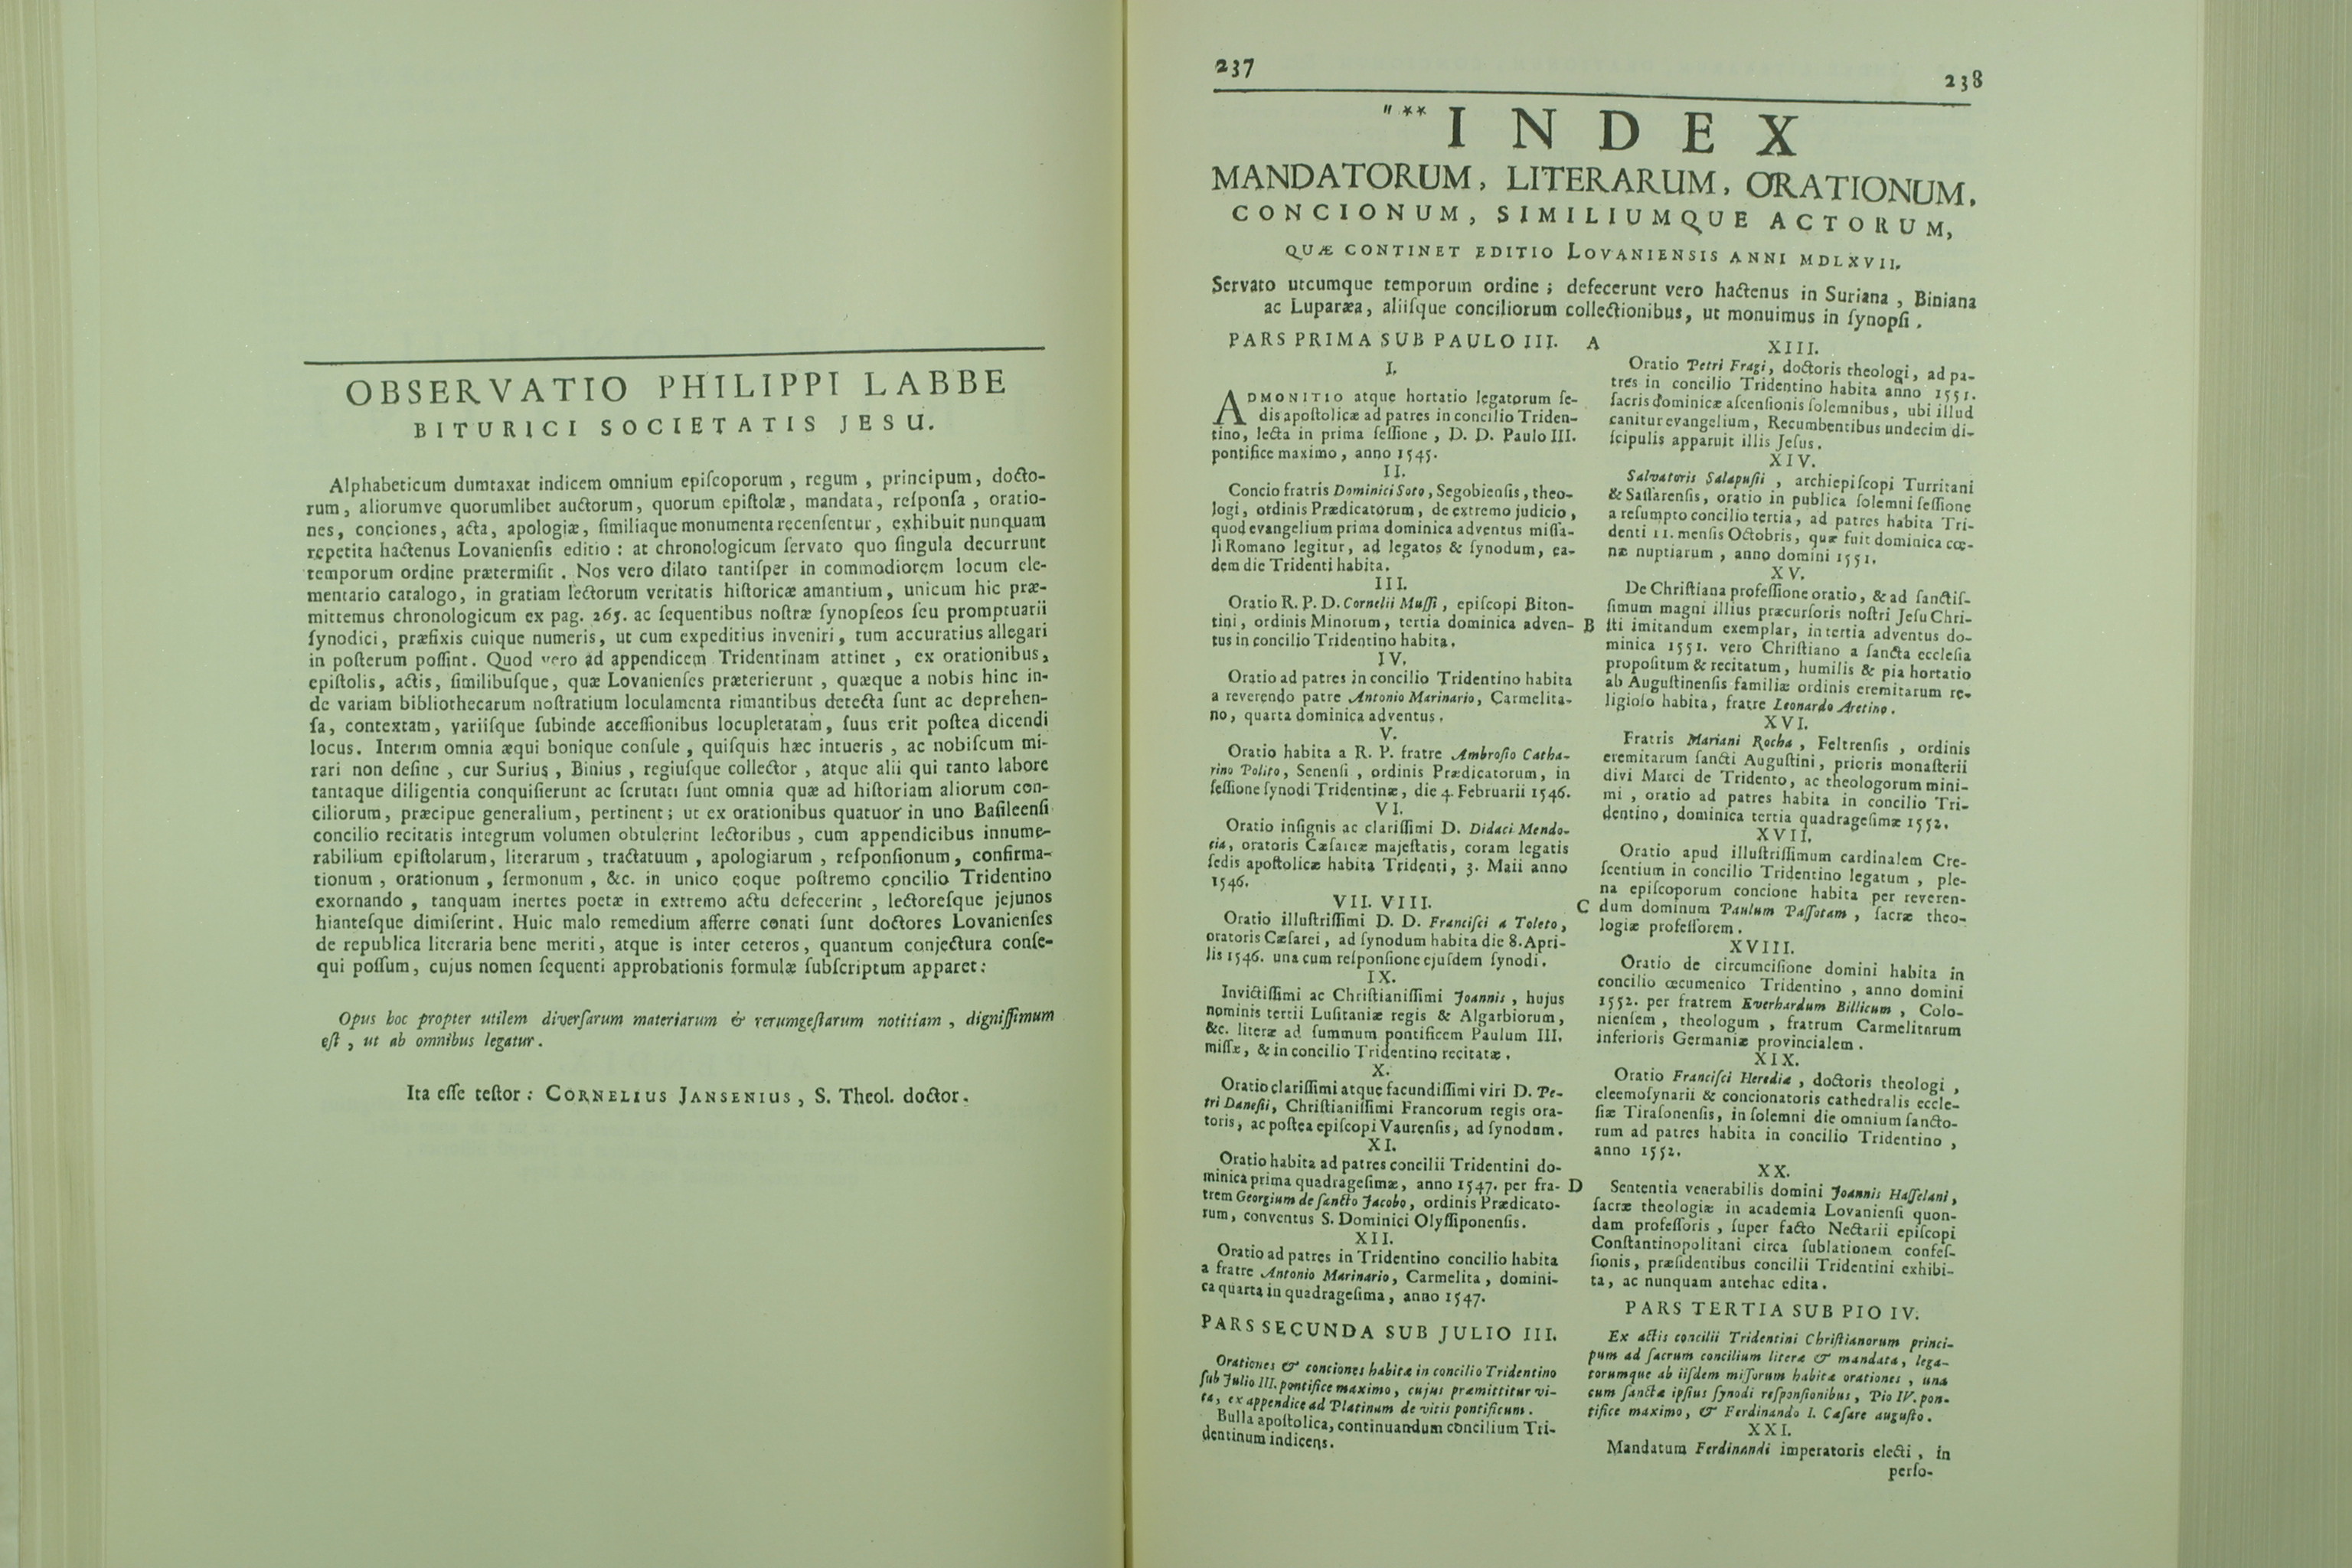 OBSERVATIO PHILIPPI LABBE
BITURICI SOCIETATIS JESU.
Alphabeticum dumtaxat indicem omnium epiſcoporum , regum , principum, docto-
rum, aliorumve quorumlibet auctorum, quorum epiſtolæ, mandata, reſponſa , oratio-
nes, conciones, acta, apologiæ, ſimiliaque monumenta recenſentur, exhibuit nunquam
repetita hactenus Lovanienſis editio : at chronologicum ſervato quo ſingula decurrunt
temporum ordine prætermiſit . Nos vero dilato tantiſper in commodiorem locum ele-
mentario catalogo, in gratiam lectorum veritatis hiſtoricæ amantium, unicum hic præ-
mittemus chronologicum ex pag. 265. ac ſequentibus noſtræ ſynopſeos ſeu promptuarii
ſynodici, præfixis cuique numeris, ut cum expeditius inveniri, tum accuratius allegari
in poſterum poſſint. Quod vero ad appendicem Tridentinam attinet , ex orationibus,
epiſtolis, actis, ſimilibuſque, quæ Lovanienſes præterierunt , quæque a nobis hinc in-
de variam bibliothecarum noſtratium loculamenta rimantibus detecta ſunt ac deprehen-
ſa, contextam, variiſque ſubinde acceſſionibus locupletatam, ſuus erit poſtea dicendi
locus. Interim omnia æqui bonique conſule , quiſquis hæc intueris , ac nobiſcum mi-
rari non deſine , cur Surius, Binius , regiuſque collector , atque alii qui tanto labore
tantaque diligentia conquiſierunt ac ſcrutati ſunt omnia quæ ad hiſtoriam aliorum con-
ciliorum, præcipue generalium, pertinent; ut ex orationibus quatuor in uno Baſileenſi
concilio recitatis integrum volumen obtulerint lectoribus , cum appendicibus innume-
rabilium epiſtolarum, literarum , tractatuum , apologiarum , reſponſionum, confirma-
tionum , orationum , ſermonum , &c. in unico eoque poſtremo concilio Tridentino
exornando , tanquam inertes poetæ in extremo actu defecerint , lectoreſque jejunos
hianteſque dimiſerint. Huic malo remedium afferre conati ſunt doctores Lovanienſes
de republica literaria bene meriti, atque is inter ceteros, quantum conjectura conſe-
qui poſſum, cujus nomen ſequenti approbationis formulæ ſubſcriptum apparet:
Opus hoc propter utilem diverſarum materiarum & rerumgeſtarum notitiam , digniſſimum
eſt , ut ab omnibus legatur .
Ita eſſe teſtor : CORNELIUS JANSENIUS, S. Theol. doctor.
237
238
" ** INDEX
MANDATORUM, LITERARUM, ORATIONUM,
CONCIONUM, SIMILIUMQUE ACTORUM,
QUÆ CONTINET EDITIO LOVANIENSIS ANNI MDLXVII.
Servato utcumque temporum ordine ; defecerunt vero hactenus in Suriana , Biniana
ac Luparæa, aliiſque conciliorum collectionibus, ut monuimus in ſynopſi .
PARS PRIMA SUB PAULO III.
I.
ADMONITIO atque hortatio legatorum ſe-
dis apoſtolicæ ad patres in concilio Triden-
tino, lecta in prima ſeſſione , D. D. Paulo III.
pontifice maximo, anno 1545.
II.
Concio fratris Dominici Soto, Segobienſis, theo-
logi, ordinis Prædicatorum, de extremo judicio,
quod evangelium prima dominica adventus miſſa-
li Romano legitur, ad legatos & ſynodum, ea-
dem die Tridenti habita.
III.
Oratio R. P. D. Cornelii Muſſi, epiſcopi Biton-
tini, ordinis Minorum, tertia dominica adven-
tus in concilio Tridentino habita.
IV.
Oratio ad patres in concilio Tridentino habita
a reverendo patre Antonio Marinario, Carmelita-
no, quarta dominica adventus.
V.
Oratio habita a R. P. fratre Ambroſio Catha-
rino Polito, Senenſi , ordinis Prædicatorum, in
ſeſſione ſynodi Tridentinæ, die 4. Februarii 1546.
VI.
Oratio inſignis ac clariſſimi D. Didaci Mendo-
cia, oratoris Cæſareæ majeſtatis, coram legatis
ſedis apoſtolicæ habita Tridenti, 3. Maii anno
1546.
VII. VIII.
Oratio illuſtriſſimi D. D. Franciſci a Toleto,
oratoris Cæſarei, ad ſynodum habita die 8. Apri-
lis 1546. una cum reſponſione ejuſdem ſynodi.
IX.
Invictiſſimi ac Chriſtianiſſimi Joannis, hujus
nominis tertii Luſitaniæ regis & Algarbiorum,
&c. literæ ad ſummum pontificem Paulum III.
miſſæ, & in concilio Tridentino recitatæ .
X.
Oratio clariſſimi atque facundiſſimi viri D. Pe-
tri Daneſii, Chriſtianiſſimi Francorum regis ora-
toris, ac poſtea epiſcopi Vaurenſis, ad ſynodum.
XI.
Oratio habita ad patres concilii Tridentini do-
minica prima quadrageſimæ, anno 1547. per fra-
trem Georgium de ſancto Jacobo, ordinis Prædicato-
rum, conventus S. Dominici Olyſſiponenſis.
XII.
Oratio ad patres in Tridentino concilio habita
a fratre Antonio Marinario, Carmelita , domini-
ca quarta in quadrageſima, anno 1547.
PARS SECUNDA SUB JULIO III.
Orationes & conciones habitæ in concilio Tridentino
ſub Julio III. pontifice maximo, cujus præmittitur vi-
ta, ex appendice ad Platinam de vitis pontificum.
Bulla apoſtolica, continuandum concilium Tri-
dentinum indicens.
A
B
C
D
XIII.
Oratio Petri Fragi, doctoris theologi, ad pa-
tres in concilio Tridentino habita anno 1551.
ſacris dominicæ aſcenſionis ſolemnibus, ubi illud
canitur evangelium, Recumbentibus undecim di-
ſcipulis apparuit illis Jeſus.
XIV.
Salvatoris Salapuſii , archiepiſcopi Turritani
& Saſſarenſis, oratio in publica ſolemni ſeſſione
a reſumpto concilio tertia, ad patres habita Tri-
denti 11. menſis Octobris, quæ fuit dominica cœ-
næ nuptiarum , anno domini 1551.
XV.
De Chriſtiana profeſſione oratio, & ad ſanctiſ-
ſimum magni illius præcurſoris noſtri Jeſu Chri-
ſti imitandum exemplar, in tertia adventus do-
minica 1551. vero Chriſtiano a ſancta eccleſia
propoſitum & recitatum, humilis & pia hortatio
ab Auguſtinenſis familiæ ordinis eremitarum re-
ligioſo habita, fratre Leonardo Aretino.
XVI.
Fratris Mariani Rocha , Feltrenſis , ordinis
eremitarum ſancti Auguſtini, prioris monaſterii
divi Marci de Tridento, ac theologorum mini-
mi , oratio ad patres habita in concilio Tri-
dentino, dominica tertia quadrageſimæ 1552.
XVII.
Oratio apud illuſtriſſimum cardinalem Cre-
ſcentium in concilio Tridentino legatum , ple-
na epiſcoporum concione habita per reveren-
dum dominum Paulum Paſſotam , ſacræ theo-
logiæ profeſſorem .
XVIII.
Oratio de circumciſione domini habita in
concilio œcumenico Tridentino , anno domini
1552. per fratrem Everhardum Billicum , Colo-
nienſem , theologum , fratrum Carmelitarum
inferioris Germaniæ provincialem .
XIX.
Oratio Franciſci Heredia , doctoris theologi ,
eleemoſynarii & concionatoris cathedralis eccle-
ſiæ Tiraſonenſis, in ſolemni die omnium ſancto-
rum ad patres habita in concilio Tridentino ,
anno 1552.
XX.
Sententia venerabilis domini Joannis Haſſelani,
ſacræ theologiæ in academia Lovanienſi quon-
dam profeſſoris , ſuper facto Nectarii epiſcopi
Conſtantinopolitani circa ſublationem confeſ-
ſionis, præſidentibus concilii Tridentini exhibi-
ta, ac nunquam antehac edita .
PARS TERTIA SUB PIO IV.
Ex actis concilii Tridentini Chriſtianorum princi-
pum ad ſacrum concilium literæ & mandata, lega-
torumque ab iiſdem miſſorum habitæ orationes , una
cum ſanctæ ipſius ſynodi reſponſionibus , Pio IV. pon-
tifice maximo, & Ferdinando I. Cæſare auguſto .
XXI.
Mandatum Ferdinandi imperatoris electi , in
perſo-